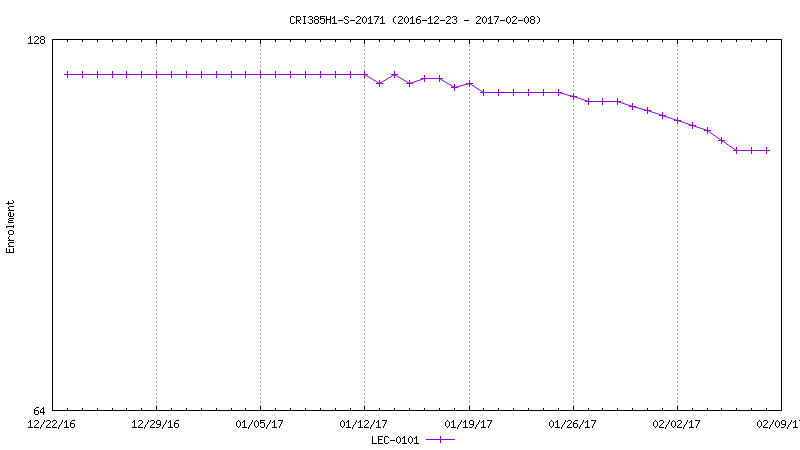 CRI385H1-S-20171 (2016-12-23 - 2017-02-08)
128
Enrolment
64
12/22/16 12/29/16 01/05/17 01/12/17 01/19/17 01/26/17 02/02/17 02/09/17
LEC-0101